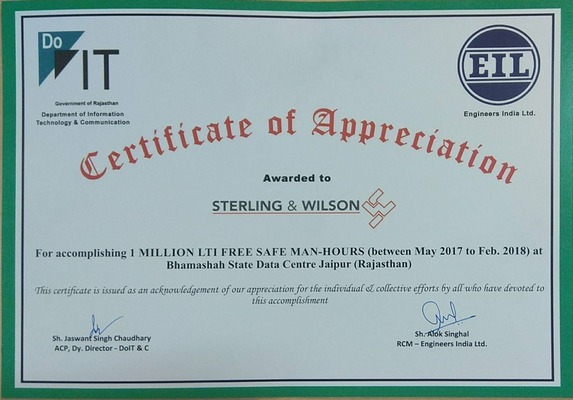 Do
IT
Government of Rajasthan
Department of Information
Technology & Communication
EIL
Engineers India Ltd.
Certificate of Appreciation
Awarded to
STERLING & WILSON
For accomplishing 1 MILLION LTI FREE SAFE MAN-HOURS (between May 2017 to Feb. 2018) at
Bhamashah State Data Centre Jaipur (Rajasthan)
This certificate is issued as an acknowledgement of our appreciation for the individual & collective efforts by all who have devoted to
this accomplishment
Sh. Jaswant Singh Chaudhary
ACP, Dy. Director - DoIT & C
Sh. Alok Singhal
RCM – Engineers India Ltd.